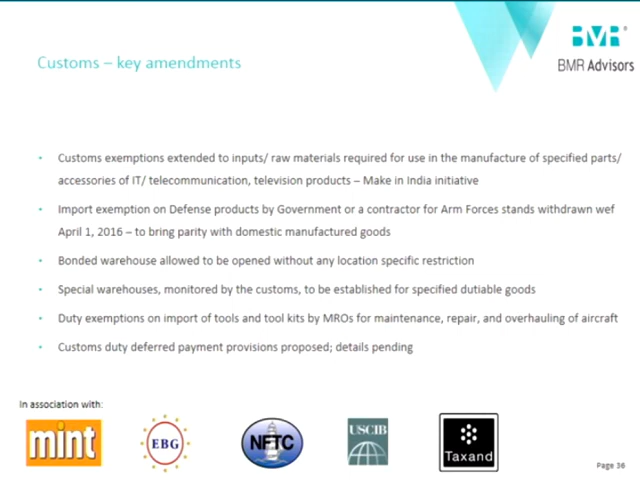 BMR
BMR Advisors
Customs – key amendments
• Customs exemptions extended to inputs/ raw materials required for use in the manufacture of specified parts/
accessories of IT/ telecommunication, television products – Make in India initiative
• Import exemption on Defense products by Government or a contractor for Arm Forces stands withdrawn wef
April 1, 2016 – to bring parity with domestic manufactured goods
• Bonded warehouse allowed to be opened without any location specific restriction
• Special warehouses, monitored by the customs, to be established for specified dutiable goods
• Duty exemptions on import of tools and tool kits by MROs for maintenance, repair, and overhauling of aircraft
• Customs duty deferred payment provisions proposed; details pending
In association with:
mint
EBG
NFTC
USCIB
Taxand
Page 36